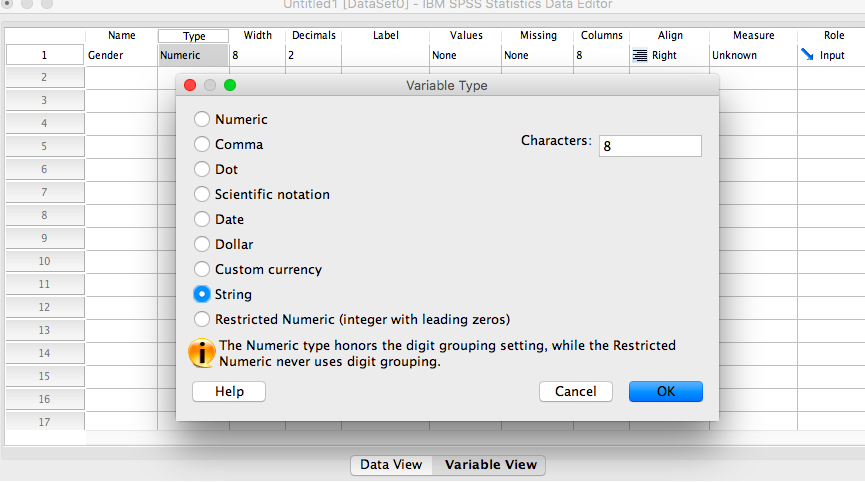 Untitled1 [DataSet0] - IBM SPSS Statistics Data Editor
Name Type Width Decimals Label Values Missing Columns Align Measure Role
1 Gender Numeric 8 2 None None 8 Right Unknown Input
2
3
4
5
6
7
8
9
10
11
12
13
14
15
16
17
Variable Type
Numeric
Comma
Dot
Scientific notation
Date
Dollar
Custom currency
String
Restricted Numeric (integer with leading zeros)
Characters: 8
The Numeric type honors the digit grouping setting, while the Restricted
Numeric never uses digit grouping.
Help Cancel OK
Data View Variable View